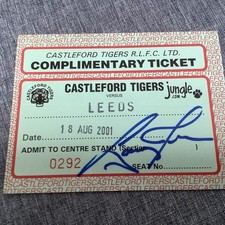 CASTLEFORD TIGERS R.L.F.C. LTD.
COMPLIMENTARY TICKET
CASTLEFORD TIGERS
VERSUS
Jungle
.COM
LEEDS
Date 18 AUG 2001
ADMIT TO CENTRE STAND (Section )
0292 SEAT No.